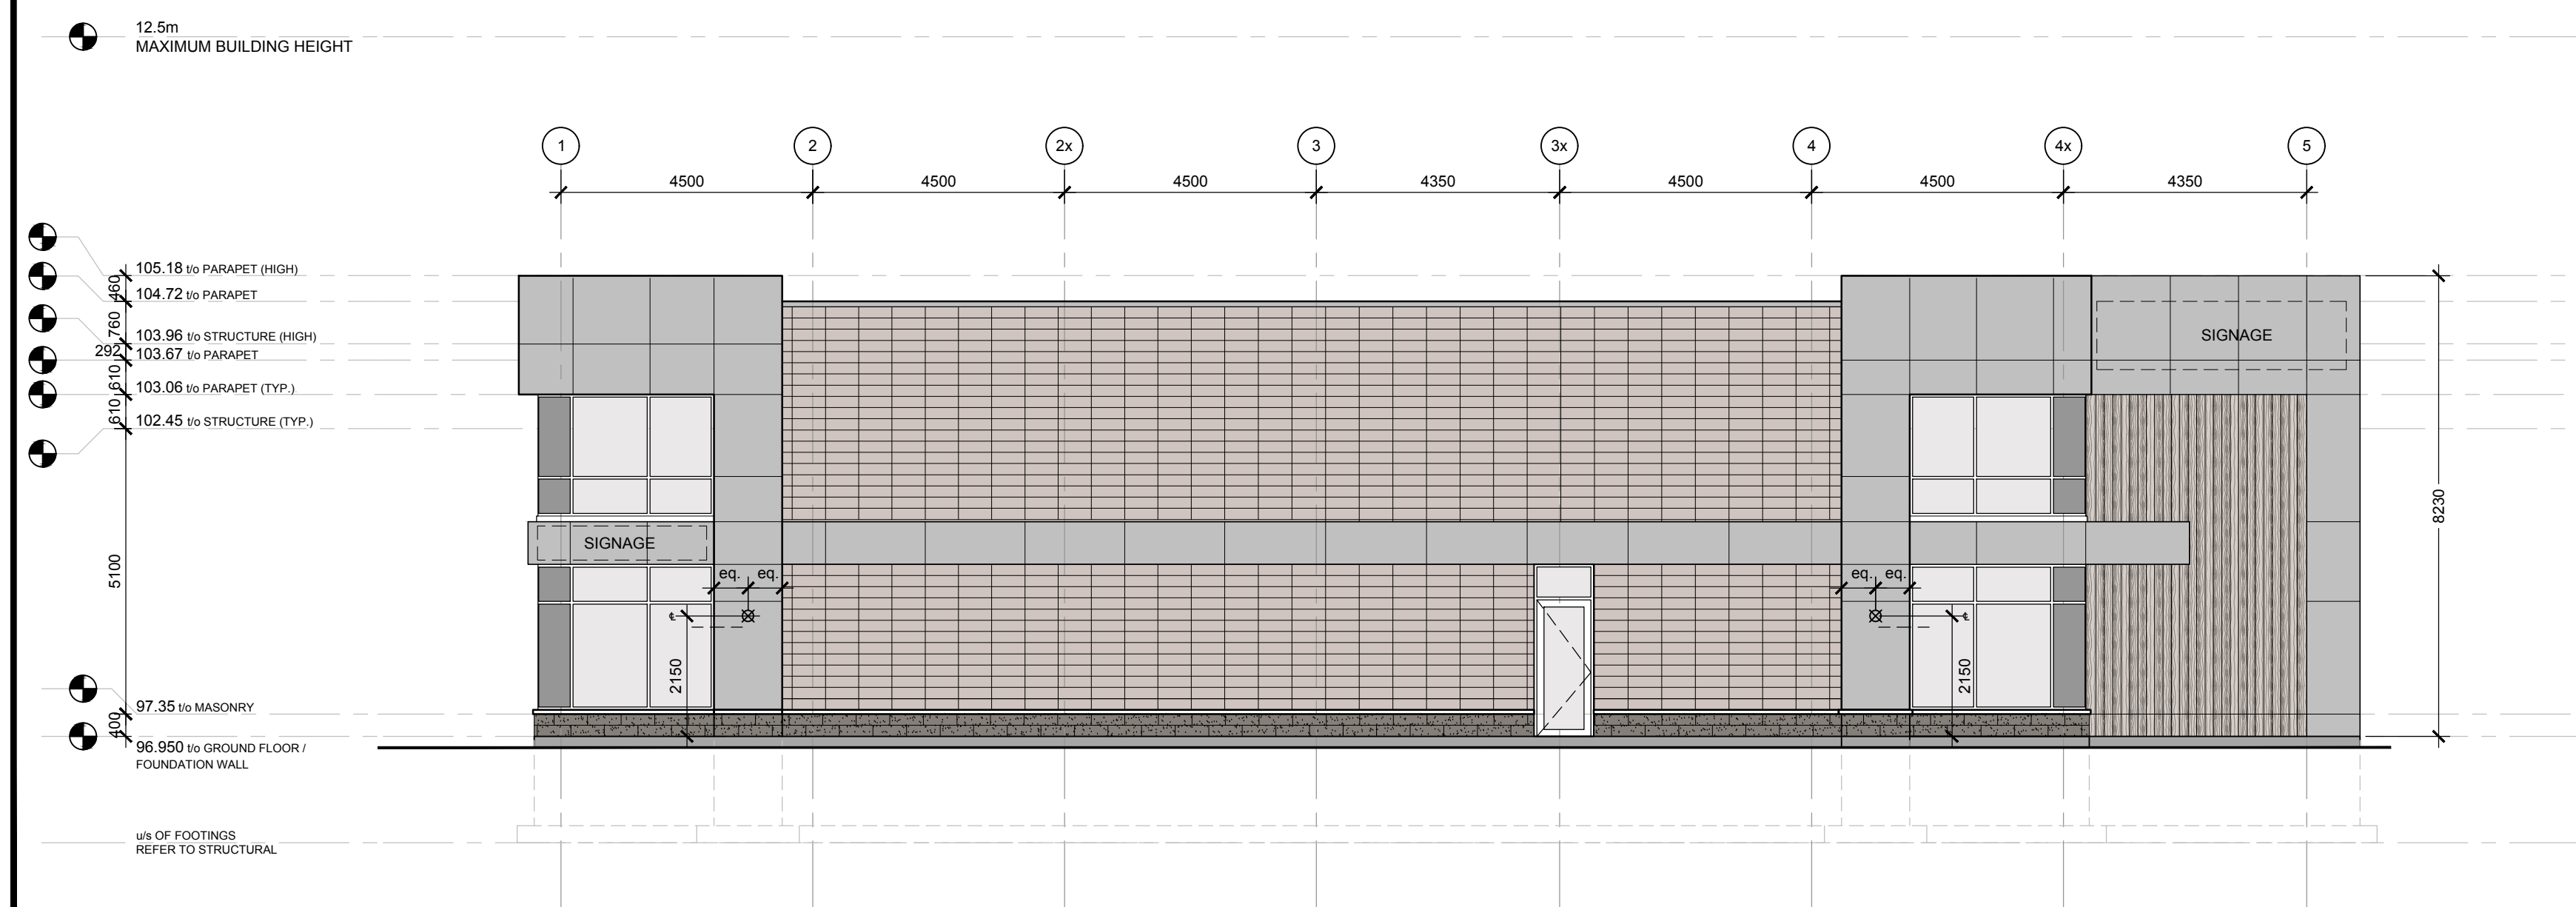 12.5m
MAXIMUM BUILDING HEIGHT
1 2 2x 3 3x 4 4x 5
4500 4500 4500 4350 4500 4500 4350
105.18 t/o PARAPET (HIGH)
460
104.72 t/o PARAPET
760
103.96 t/o STRUCTURE (HIGH)
292
103.67 t/o PARAPET
610
103.06 t/o PARAPET (TYP.)
610
102.45 t/o STRUCTURE (TYP.)
SIGNAGE
8230
SIGNAGE
5100
eq. eq. eq. eq.
℄ ℄
2150 2150
97.35 t/o MASONRY
400
96.950 t/o GROUND FLOOR /
FOUNDATION WALL
u/s OF FOOTINGS
REFER TO STRUCTURAL